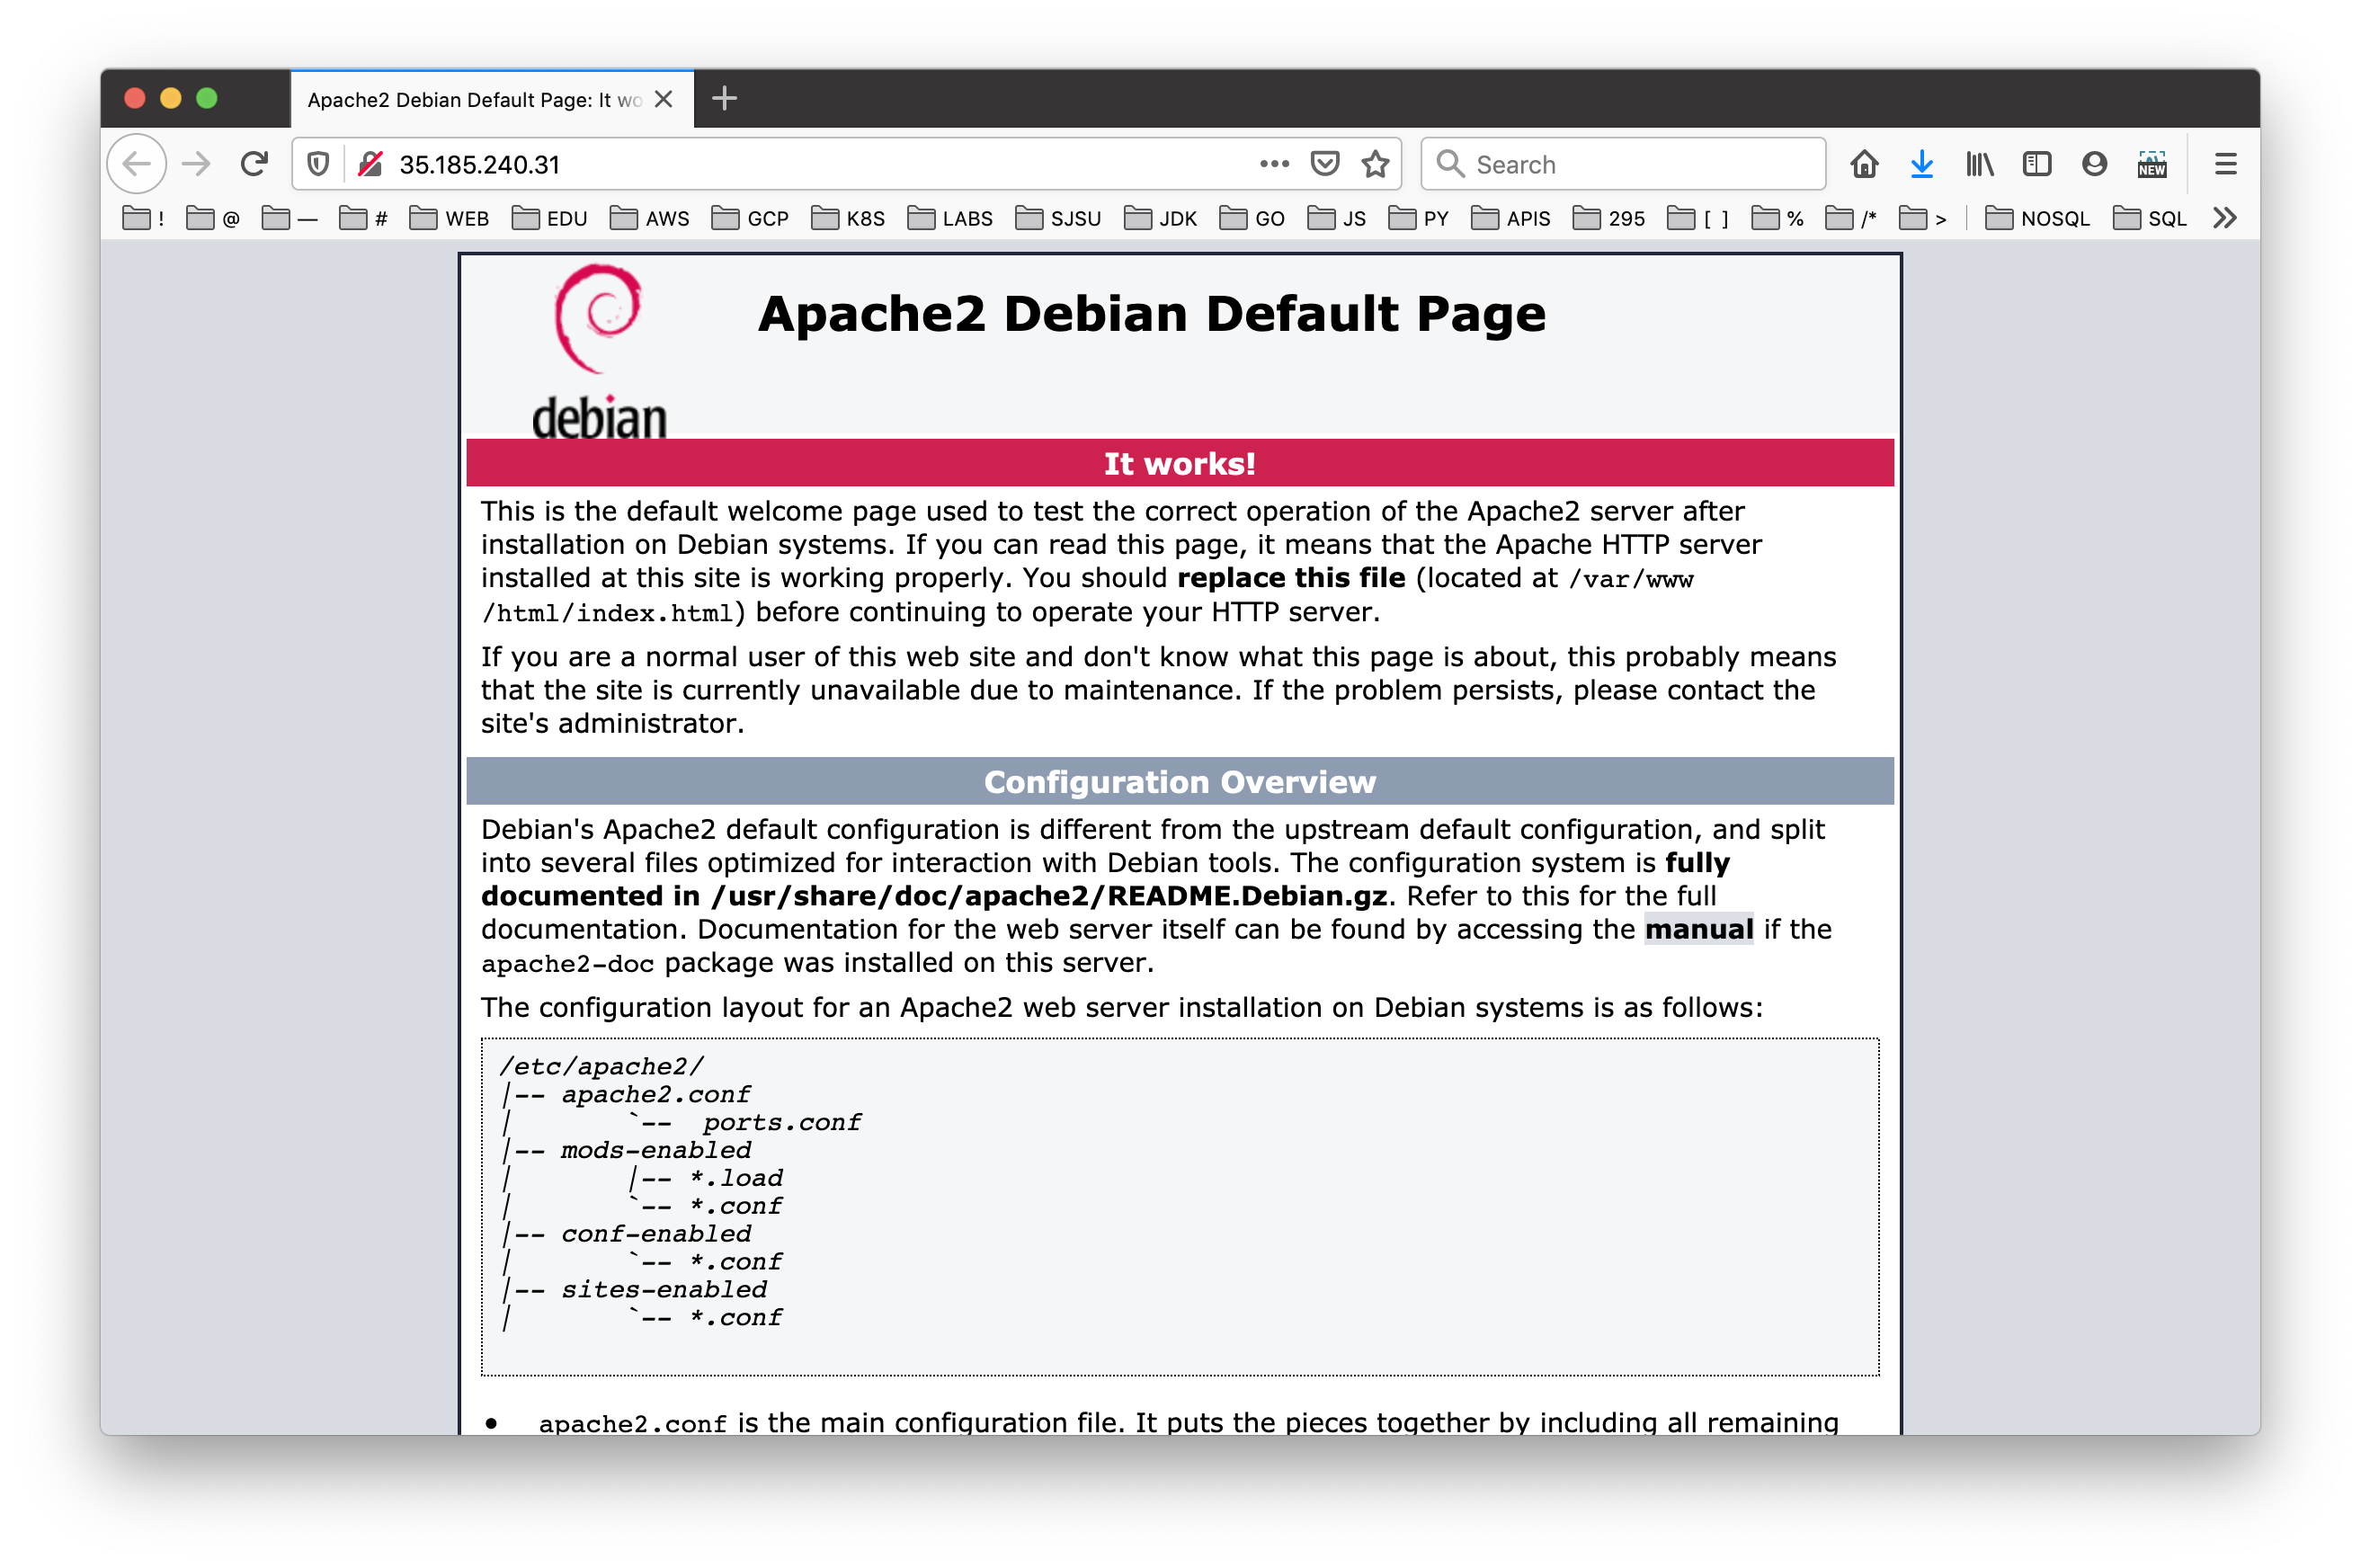 Apache2 Debian Default Page: It wo
35.185.240.31
Search
NEW
! @ — # WEB EDU AWS GCP K8S LABS SJSU JDK GO JS PY APIS 295 [ ] % /* > NOSQL SQL
debian
Apache2 Debian Default Page
It works!
This is the default welcome page used to test the correct operation of the Apache2 server after
installation on Debian systems. If you can read this page, it means that the Apache HTTP server
installed at this site is working properly. You should replace this file (located at /var/www
/html/index.html) before continuing to operate your HTTP server.
If you are a normal user of this web site and don't know what this page is about, this probably means
that the site is currently unavailable due to maintenance. If the problem persists, please contact the
site's administrator.
Configuration Overview
Debian's Apache2 default configuration is different from the upstream default configuration, and split
into several files optimized for interaction with Debian tools. The configuration system is fully
documented in /usr/share/doc/apache2/README.Debian.gz. Refer to this for the full
documentation. Documentation for the web server itself can be found by accessing the manual if the
apache2-doc package was installed on this server.
The configuration layout for an Apache2 web server installation on Debian systems is as follows:
/etc/apache2/
|-- apache2.conf
|       `--  ports.conf
|-- mods-enabled
|       |-- *.load
|       `-- *.conf
|-- conf-enabled
|       `-- *.conf
|-- sites-enabled
|       `-- *.conf
• apache2.conf is the main configuration file. It puts the pieces together by including all remaining